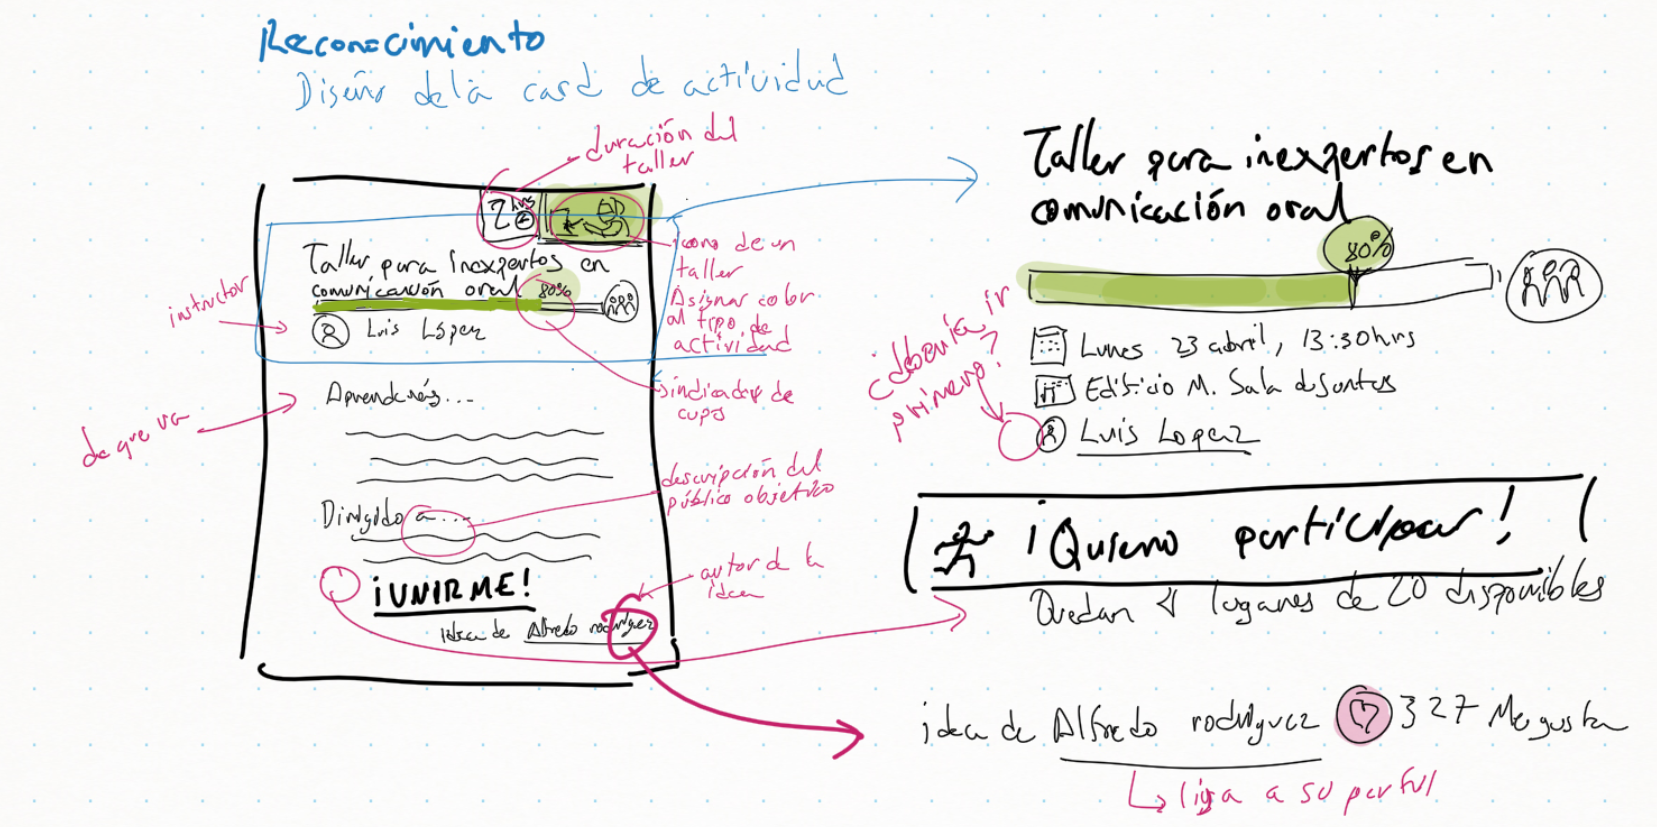 Reconocimiento
Diseño de la card de actividad
duración del
taller
2 hrs
icono de un
taller
Asignar color
al tipo de
actividad
Taller para inexpertos en
comunicación oral
80%
instructor
Luis López
indicador de
cupo
Aprenderás...
de que va
descripción del
público objetivo
Dirigido a...
¡UNIRME!
autor de la
idea
idea de Alfredo rodriguez
Taller para inexpertos en
comunicación oral
80%
¿debería ir
primero?
Lunes 23 abril, 13:30hrs
Edificio M. Sala de Juntas
Luis Lopez
¡Quiero participar!
Quedan 4 lugares de 20 disponibles
idea de Alfredo rodriguez 327 Me gusta
liga a su perfil